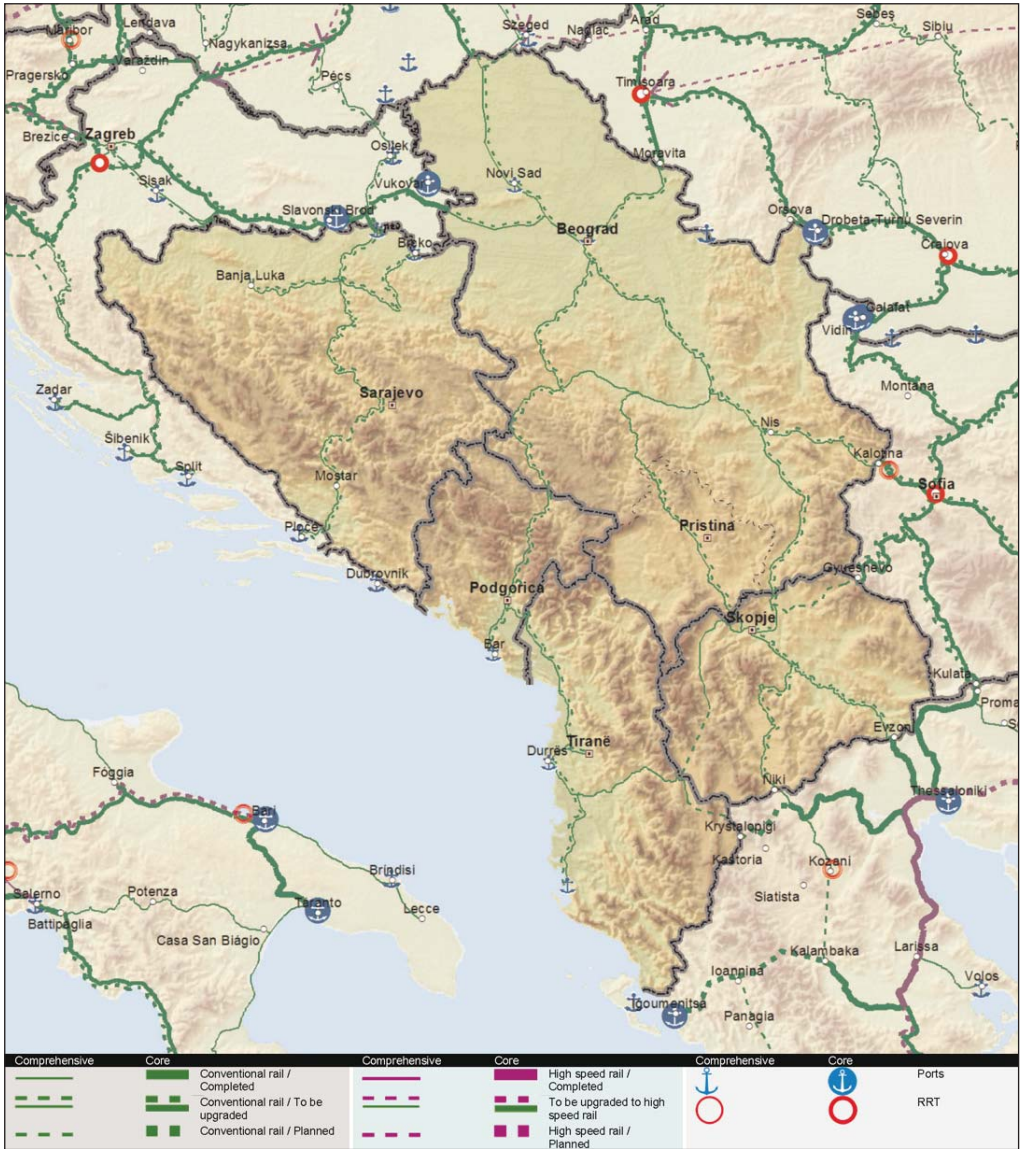 Lendava
Szeged
Arad
Sebeş
Maribor
Nagykanizsa
Sibiu
Pragersko
Varaždin
Pécs
Timişoara
Brezice
Zagreb
Osijek
Moravita
Sisak
Vukovar
Novi Sad
Slavonski Brod
Orsova
Drobeta-Turnu Severin
Beograd
Craiova
Brčko
Banja Luka
Calafat
Vidin
Zadar
Montana
Sarajevo
Šibenik
Nis
Kalotina
Split
Mostar
Sofia
Ploče
Pristina
Dubrovnik
Gyueshevo
Podgorica
Skopje
Bar
Kulata
Proma
Evzoni
Tiranë
Durrës
Foggia
Niki
Thessaloniki
Bari
Krystalopigi
Kastoria
Kozani
Brindisi
Siatista
Salerno
Potenza
Taranto
Lecce
Battipaglia
Casa San Biágio
Kalambaka
Larissa
Ioannina
Volos
Igoumenitsa
Panagia
Comprehensive Core Comprehensive Core Comprehensive Core
Conventional rail /
Completed
High speed rail /
Completed
Ports
Conventional rail / To be
upgraded
To be upgraded to high
speed rail
RRT
Conventional rail / Planned
High speed rail /
Planned